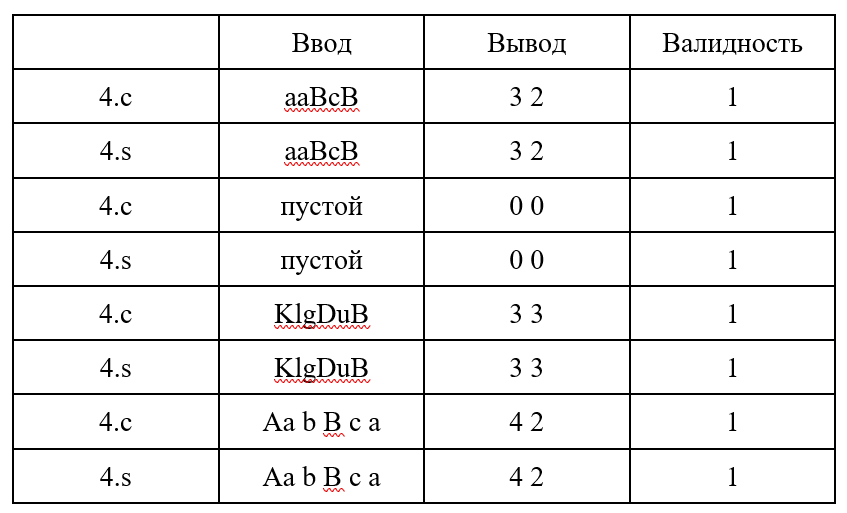 Ввод Вывод Валидность
4.c aaBcB 3 2 1
4.s aaBcB 3 2 1
4.c пустой 0 0 1
4.s пустой 0 0 1
4.c KlgDuB 3 3 1
4.s KlgDuB 3 3 1
4.c Aa b B c a 4 2 1
4.s Aa b B c a 4 2 1